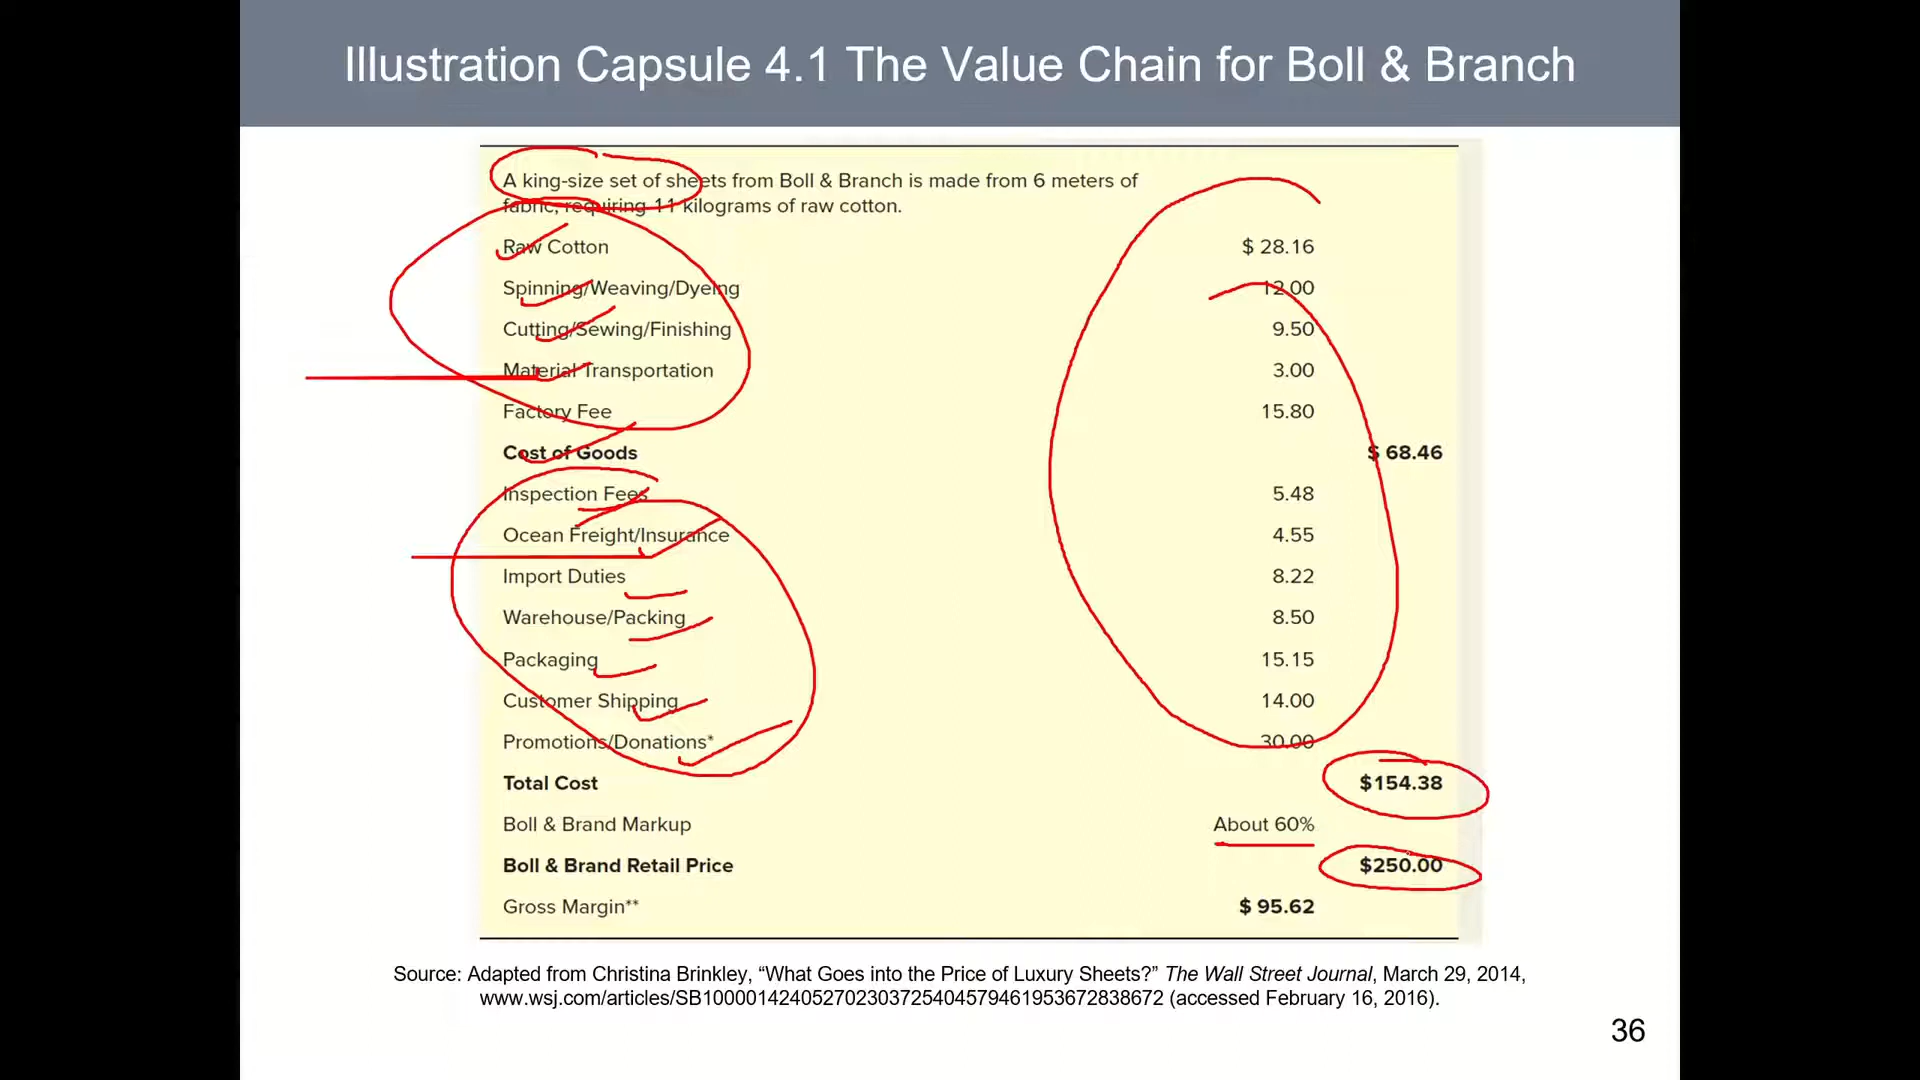 Illustration Capsule 4.1 The Value Chain for Boll & Branch
A king-size set of sheets from Boll & Branch is made from 6 meters of
fabric, requiring 11 kilograms of raw cotton.
Raw Cotton $ 28.16
Spinning/Weaving/Dyeing 12.00
Cutting/Sewing/Finishing 9.50
Material Transportation 3.00
Factory Fee 15.80
Cost of Goods $ 68.46
Inspection Fees 5.48
Ocean Freight/Insurance 4.55
Import Duties 8.22
Warehouse/Packing 8.50
Packaging 15.15
Customer Shipping 14.00
Promotions/Donations* 30.00
Total Cost $154.38
Boll & Brand Markup About 60%
Boll & Brand Retail Price $250.00
Gross Margin** $ 95.62
Source: Adapted from Christina Brinkley, “What Goes into the Price of Luxury Sheets?” The Wall Street Journal, March 29, 2014,
www.wsj.com/articles/SB10000142405270230372540457946195367283​8672 (accessed February 16, 2016).
36